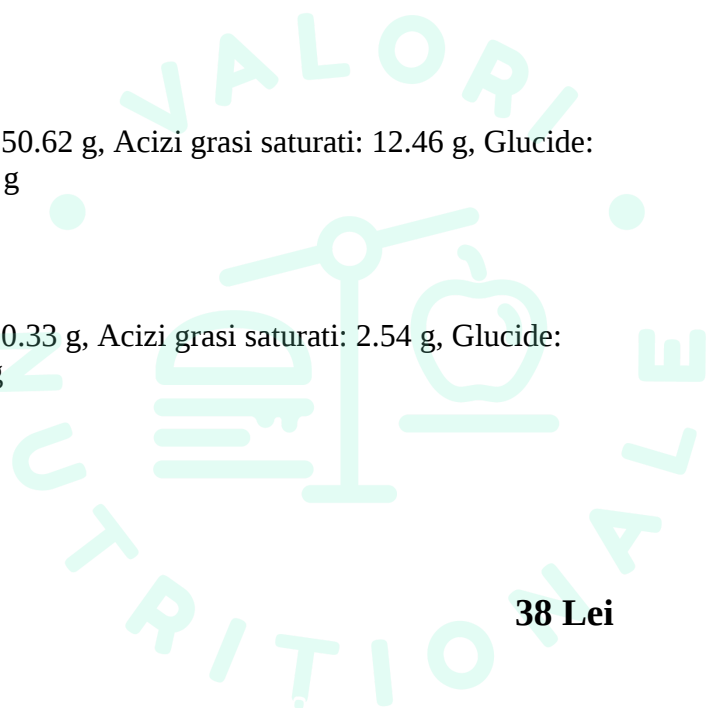 VALORI NUTRITIONALE
50.62 g, Acizi grasi saturati: 12.46 g, Glucide:
g
0.33 g, Acizi grasi saturati: 2.54 g, Glucide:
g
38 Lei